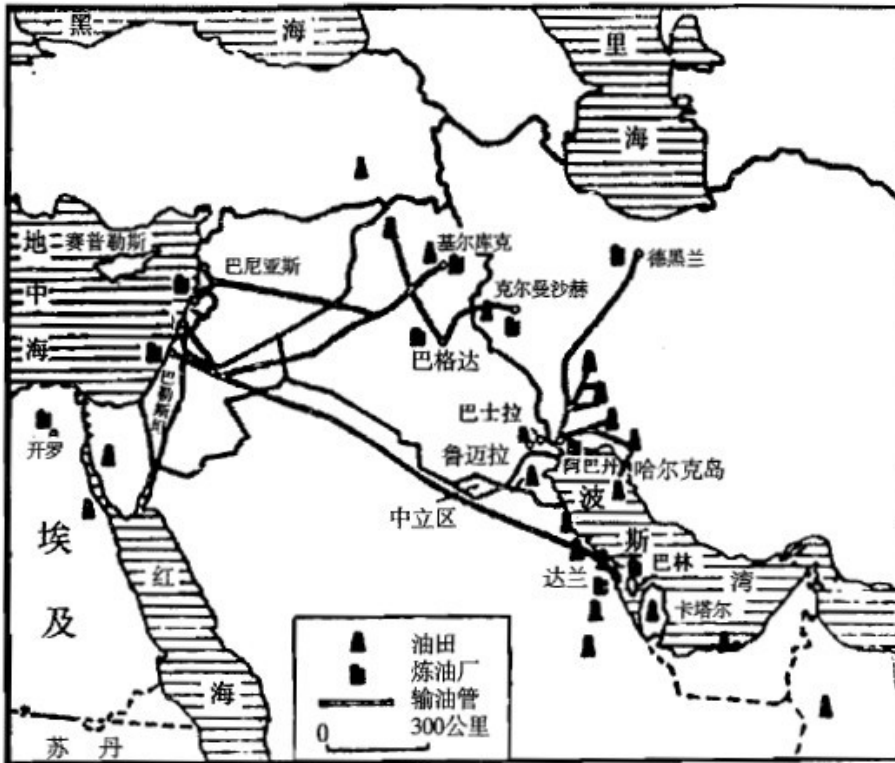 黑海
里海
地中海
赛普勒斯
巴尼亚斯
基尔库克
德黑兰
克尔曼沙赫
巴格达
巴勒斯坦
巴士拉
开罗
鲁迈拉
阿巴丹
哈尔克岛
中立区
波斯湾
埃及
红海
达兰
巴林
卡塔尔
油田
炼油厂
输油管
0 300公里
苏丹